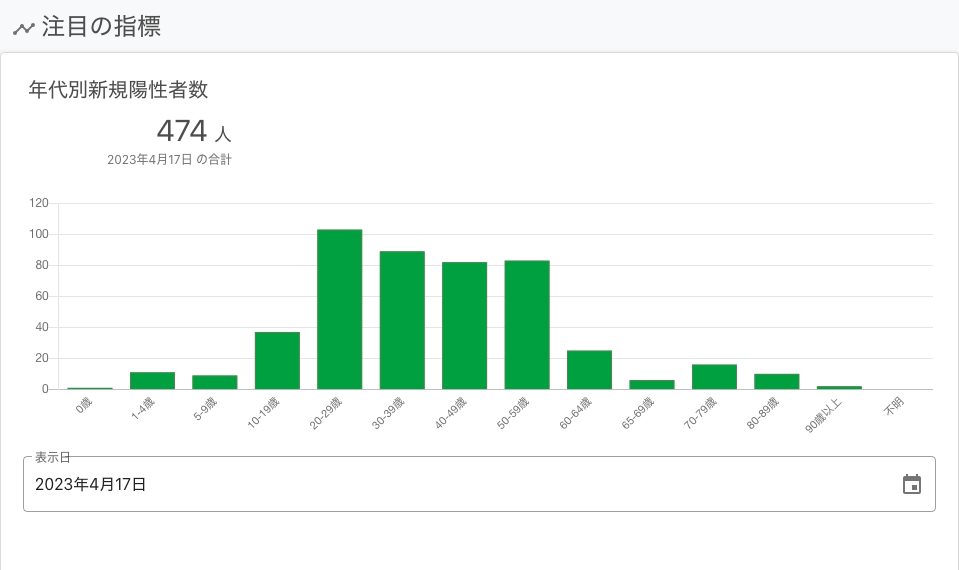 注目の指標
年代別新規陽性者数
474 人
2023年4月17日 の合計
120
100
80
60
40
20
0
0歳
1-4歳
5-9歳
10-19歳
20-29歳
30-39歳
40-49歳
50-59歳
60-64歳
65-69歳
70-79歳
80-89歳
90歳以上
不明
表示日
2023年4月17日